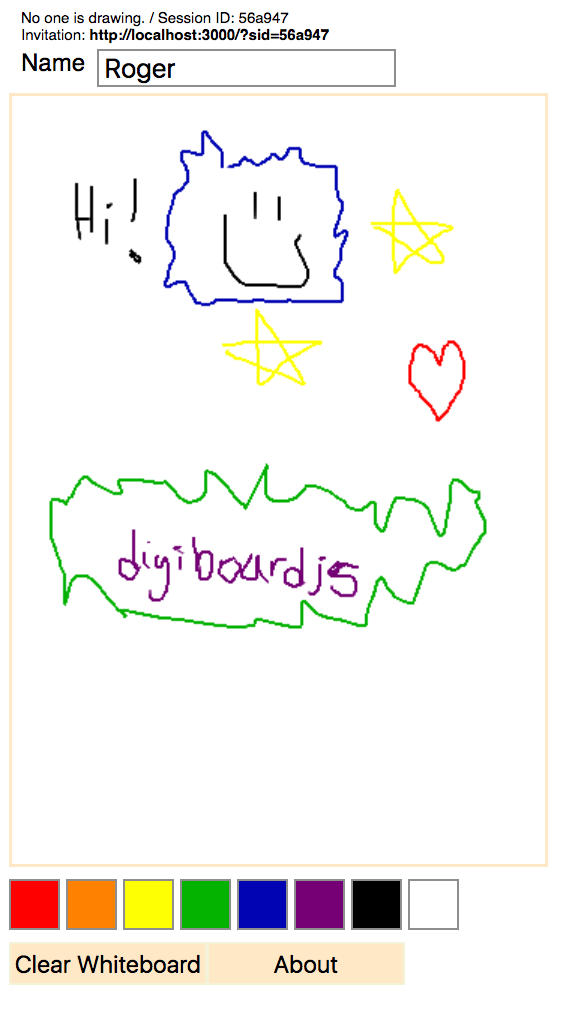 No one is drawing. / Session ID: 56a947
Invitation: http://localhost:3000/?sid=56a947
Name Roger
Hi!
digiboardjs
Clear Whiteboard About